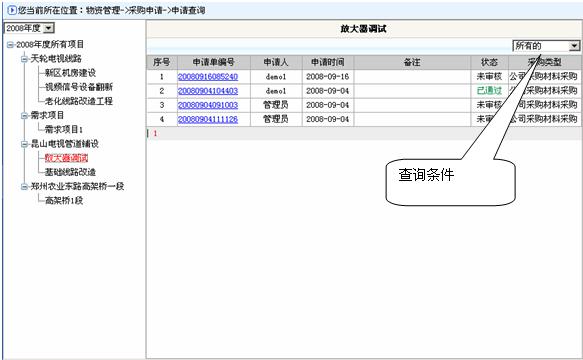 您当前所在位置：物资管理->采购申请->申请查询
2008年度
2008年度所有项目
天轮电视线路
新区机房建设
视频信号设备翻新
老化线路改造工程
需求项目
需求项目1
昆山电视管道铺设
放大器调试
基础线路改造
郑州农业东路高架桥一段
高架桥1段
放大器调试
所有的
序号 申请单编号 申请人 申请时间 备注 状态 采购类型
1 20080916085240 demo1 2008-09-16 未审核 公司采购材料采购
2 20080904104403 demo1 2008-09-04 已通过 公司采购材料采购
3 20080904091003 管理员 2008-09-04 未审核 公司采购材料采购
4 20080904111126 管理员 2008-09-04 未审核 公司采购材料采购
1
查询条件